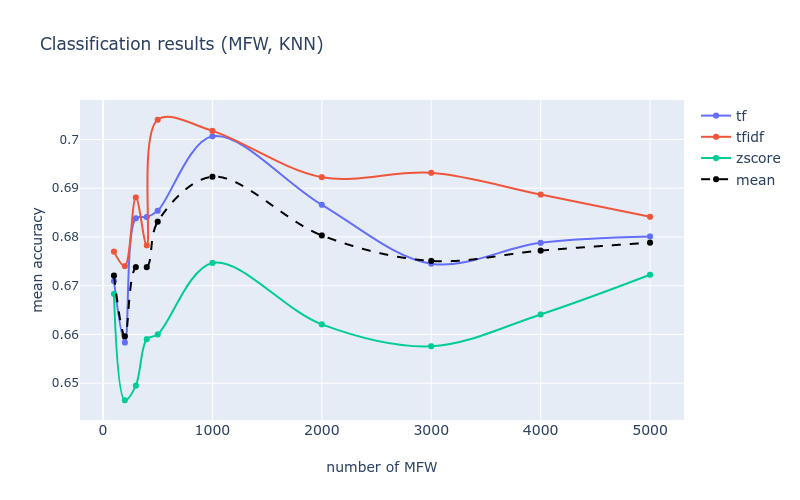 Classification results (MFW, KNN)
0.7
0.69
0.68
0.67
0.66
0.65
mean accuracy
0
1000
2000
3000
4000
5000
number of MFW
tf
tfidf
zscore
mean